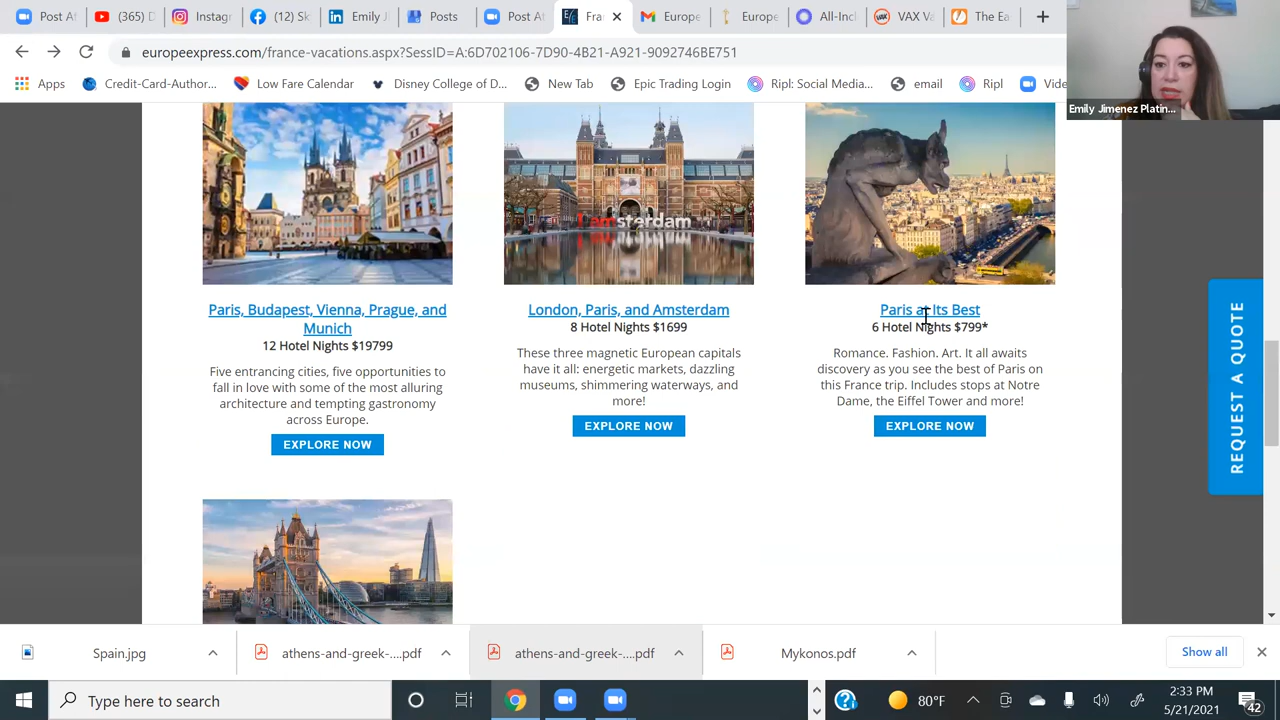 Post At
(365) D
Instag
(12) Sk
Emily J
Posts
Post At
Fra
Europe
Europe
All-Incl
VAX Va
The Ea
europeexpress.com/france-vacations.aspx?SessID=A:6D702106-7D90-4B21-A921-9092746BE751
Apps
Credit-Card-Author...
Low Fare Calendar
Disney College of D...
New Tab
Epic Trading Login
Ripl: Social Media...
email
Ripl
Vide
Emily Jimenez Platin...
I amsterdam
Paris, Budapest, Vienna, Prague, and
Munich
12 Hotel Nights $19799
Five entrancing cities, five opportunities to
fall in love with some of the most alluring
architecture and tempting gastronomy
across Europe.
EXPLORE NOW
London, Paris, and Amsterdam
8 Hotel Nights $1699
These three magnetic European capitals
have it all: energetic markets, dazzling
museums, shimmering waterways, and
more!
EXPLORE NOW
Paris at Its Best
6 Hotel Nights $799*
Romance. Fashion. Art. It all awaits
discovery as you see the best of Paris on
this France trip. Includes stops at Notre
Dame, the Eiffel Tower and more!
EXPLORE NOW
REQUEST A QUOTE
Spain.jpg
athens-and-greek-....pdf
athens-and-greek-....pdf
Mykonos.pdf
Show all
Type here to search
80°F
2:33 PM
5/21/2021
42